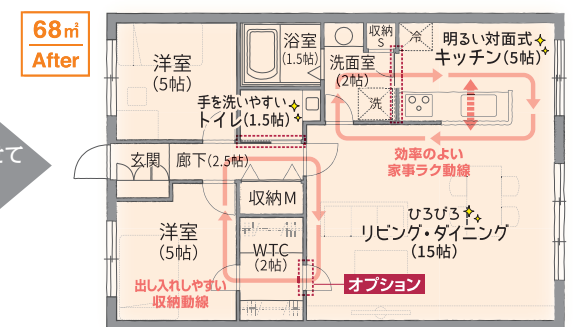 68㎡
After
洋室
(5帖)
浴室
(1.5帖)
収納
S
冷
明るい対面式
キッチン(5帖)
洗面室
(2帖)
洗
手を洗いやすい
トイレ(1.5帖)
効率のよい
家事ラク動線
せて
玄関
廊下(2.5帖)
収納M
洋室
(5帖)
WTC
(2帖)
ひろびろ
リビング・ダイニング
(15帖)
出し入れしやすい
収納動線
オプション